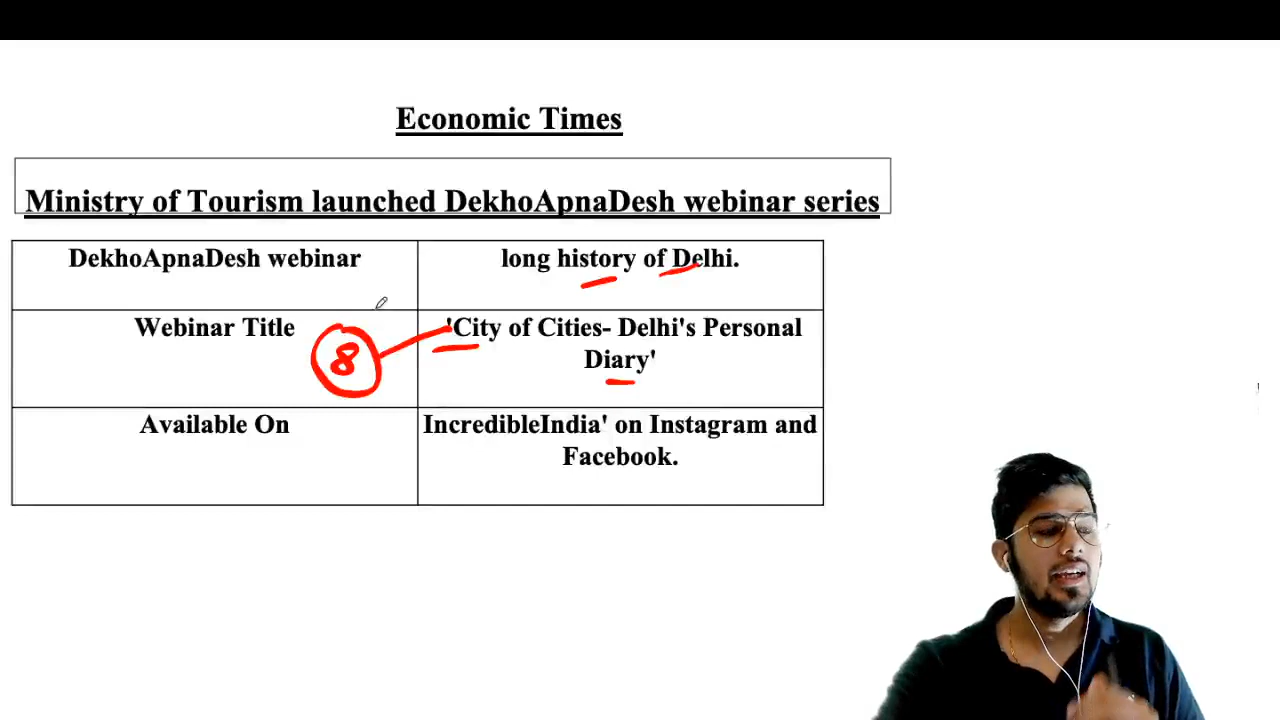 Economic Times
Ministry of Tourism launched DekhoApnaDesh webinar series
DekhoApnaDesh webinar
long history of Delhi.
Webinar Title
8
'City of Cities- Delhi's Personal
Diary'
Available On
IncredibleIndia' on Instagram and
Facebook.